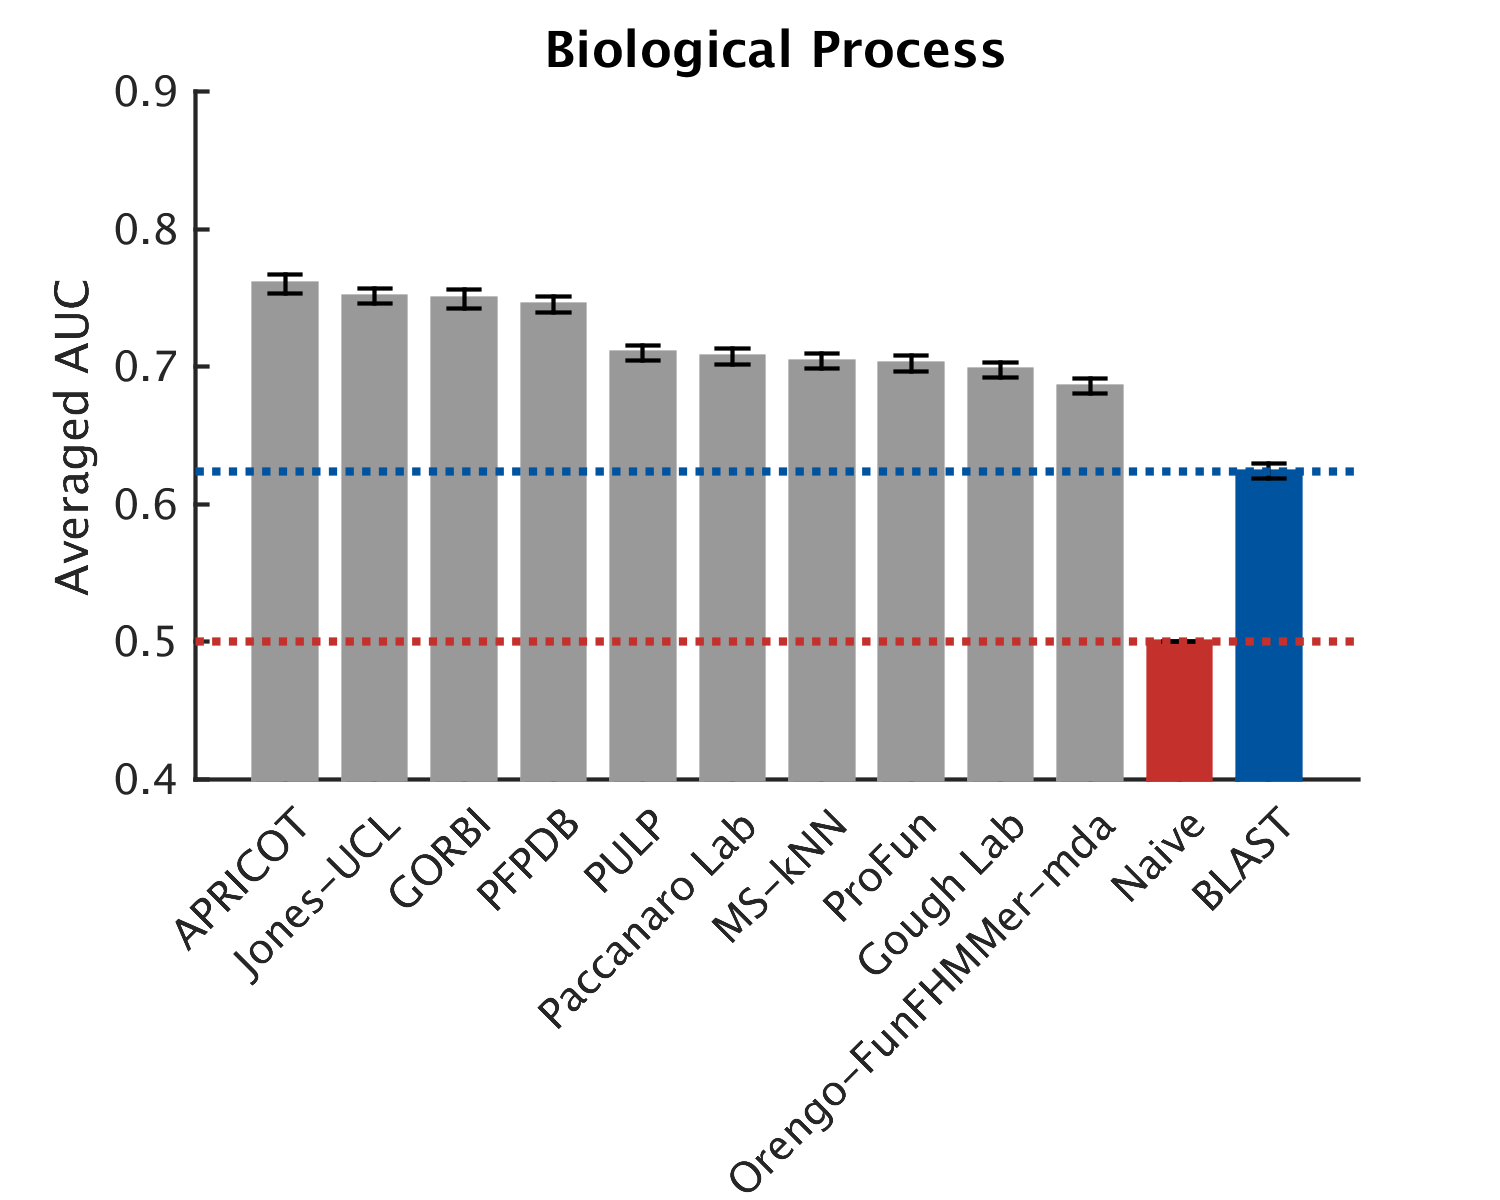 Biological Process
Averaged AUC
0.9
0.8
0.7
0.6
0.5
0.4
APRICOT
Jones-UCL
GORBI
PFPDB
PULP
Paccanaro Lab
MS-kNN
ProFun
Gough Lab
Orengo-FunFHMMer-mda
Naive
BLAST